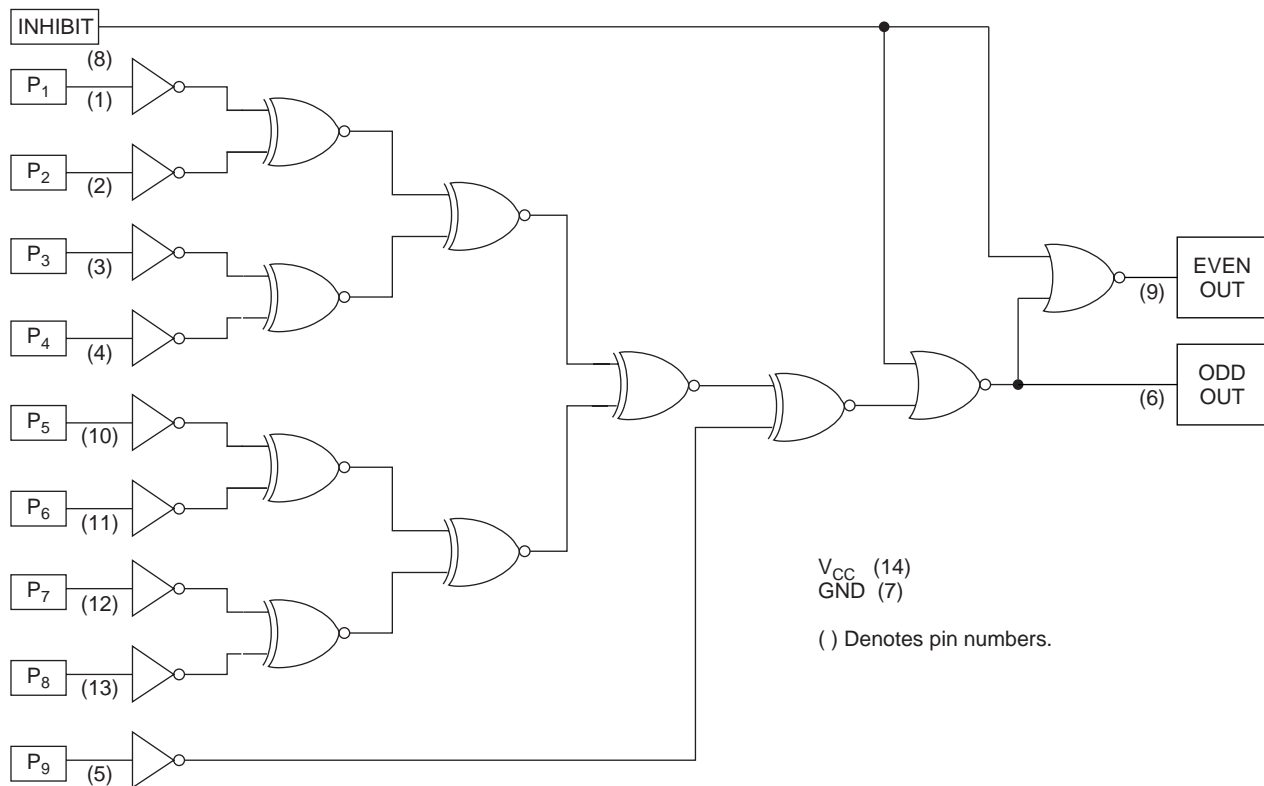 INHIBIT
(8)
P1
(1)
P2
(2)
P3
(3)
P4
(4)
P5
(10)
P6
(11)
P7
(12)
P8
(13)
P9
(5)
EVEN
OUT
(9)
ODD
OUT
(6)
VCC (14)
GND (7)
( ) Denotes pin numbers.